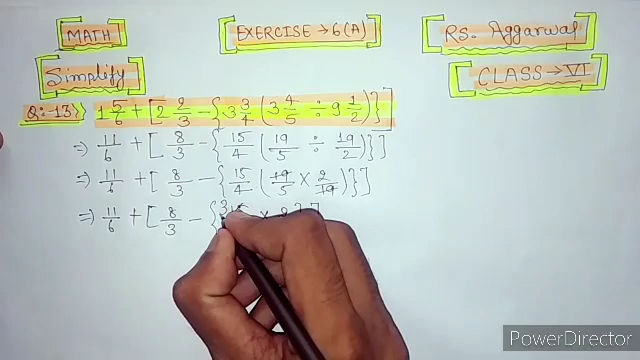 MATH
EXERCISE → 6(A)
RS. Aggarwal
Simplify
CLASS → VI
Q:-13> 1 5/6 + [2 2/3 - {3 3/4 (3 4/5 ÷ 9 1/2)}]
⇒ 11/6 + [8/3 - {15/4 (19/5 ÷ 19/2)}]
⇒ 11/6 + [8/3 - {15/4 (19/5 × 2/19)}]
⇒ 11/6 + [8/3 - {
PowerDirector